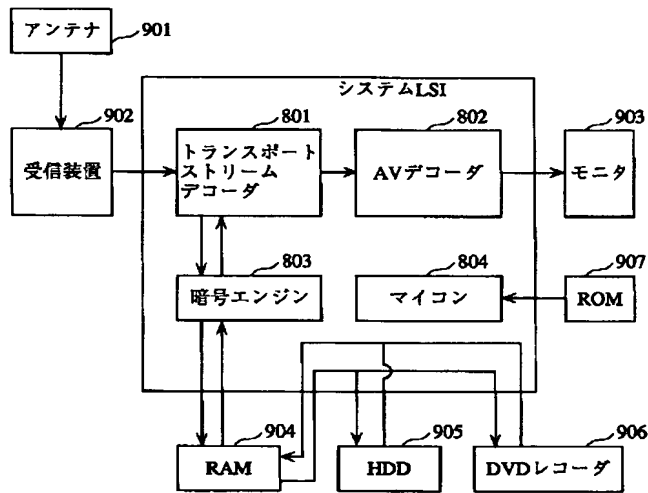 アンテナ
901
902
受信装置
システムLSI
801
トランスポート
ストリーム
デコーダ
802
AVデコーダ
903
モニタ
803
暗号エンジン
804
マイコン
907
ROM
904
RAM
905
HDD
906
DVDレコーダ